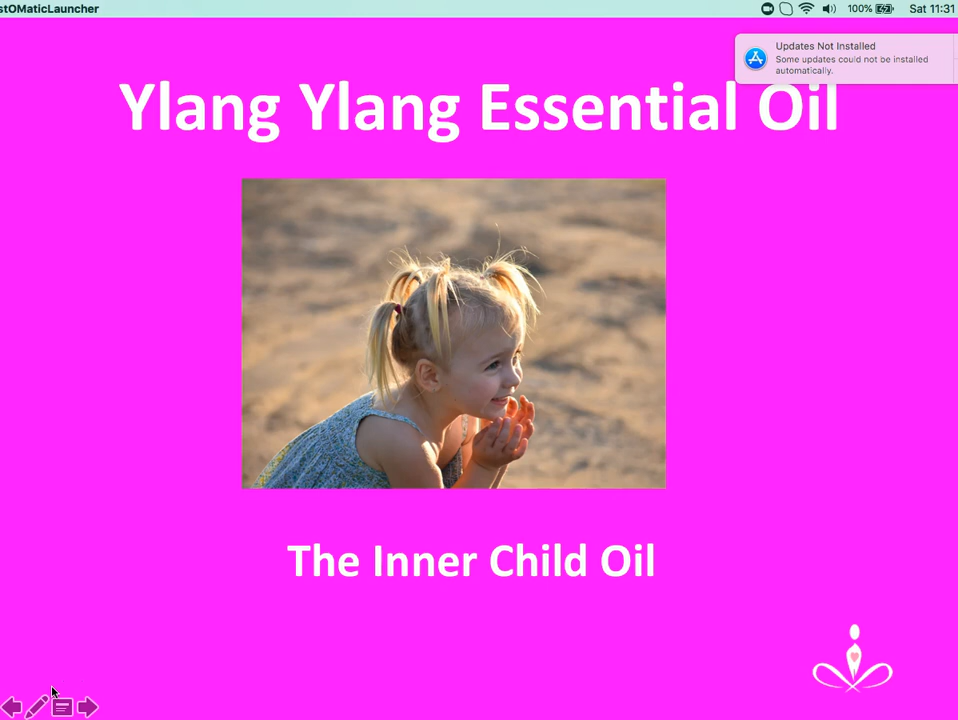 stOMaticLauncher
100%
Sat 11:31
Updates Not Installed
Some updates could not be installed
automatically.
Ylang Ylang Essential Oil
The Inner Child Oil